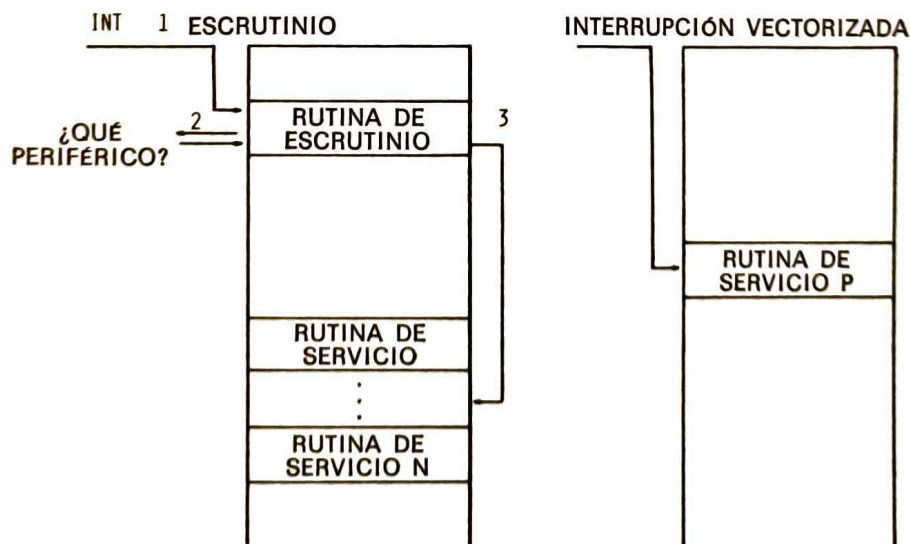 INT 1 ESCRUTINIO
INTERRUPCIÓN VECTORIZADA
RUTINA DE
ESCRUTINIO
2
3
¿QUÉ
PERIFÉRICO?
RUTINA DE
SERVICIO
RUTINA DE
SERVICIO N
RUTINA DE
SERVICIO P